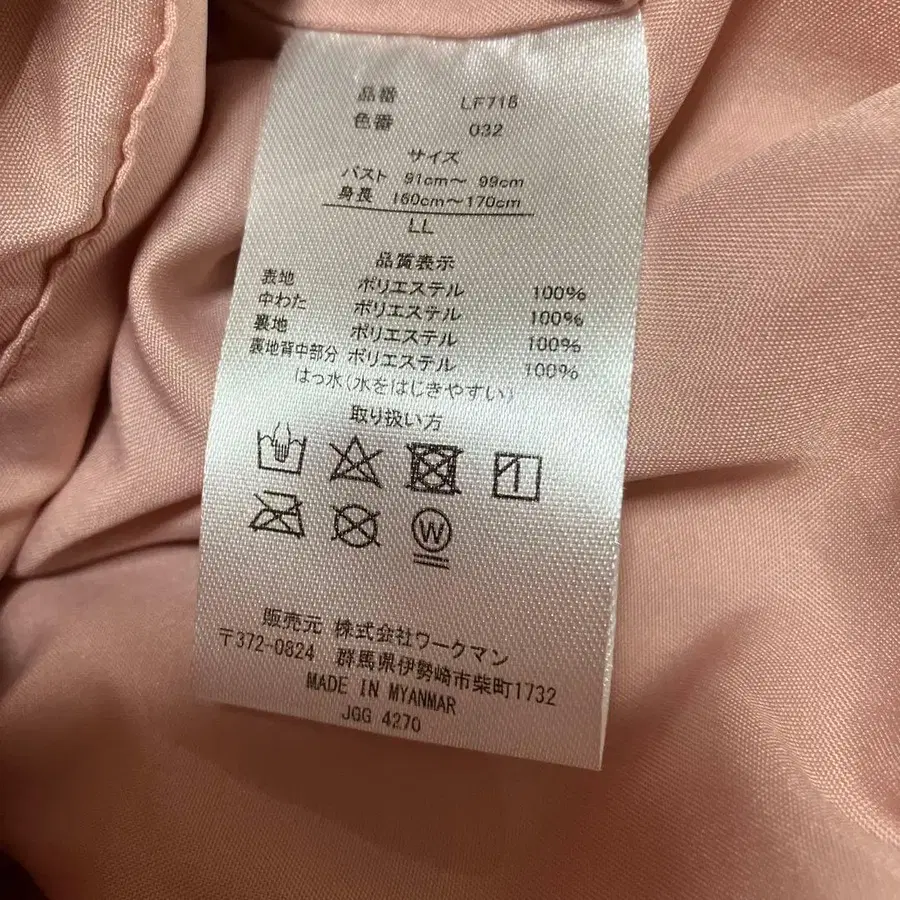 品番 LF718
色番 032
サイズ
バスト 91cm～ 99cm
身長 160cm～170cm
LL
品質表示
表地 ポリエステル 100%
中わた ポリエステル 100%
裏地 ポリエステル 100%
裏地背中部分 ポリエステル 100%
はっ水(水をはじきやすい)
取り扱い方
W
販売元 株式会社ワークマン
〒372-0824 群馬県伊勢崎市柴町1732
MADE IN MYANMAR
JGG 4270